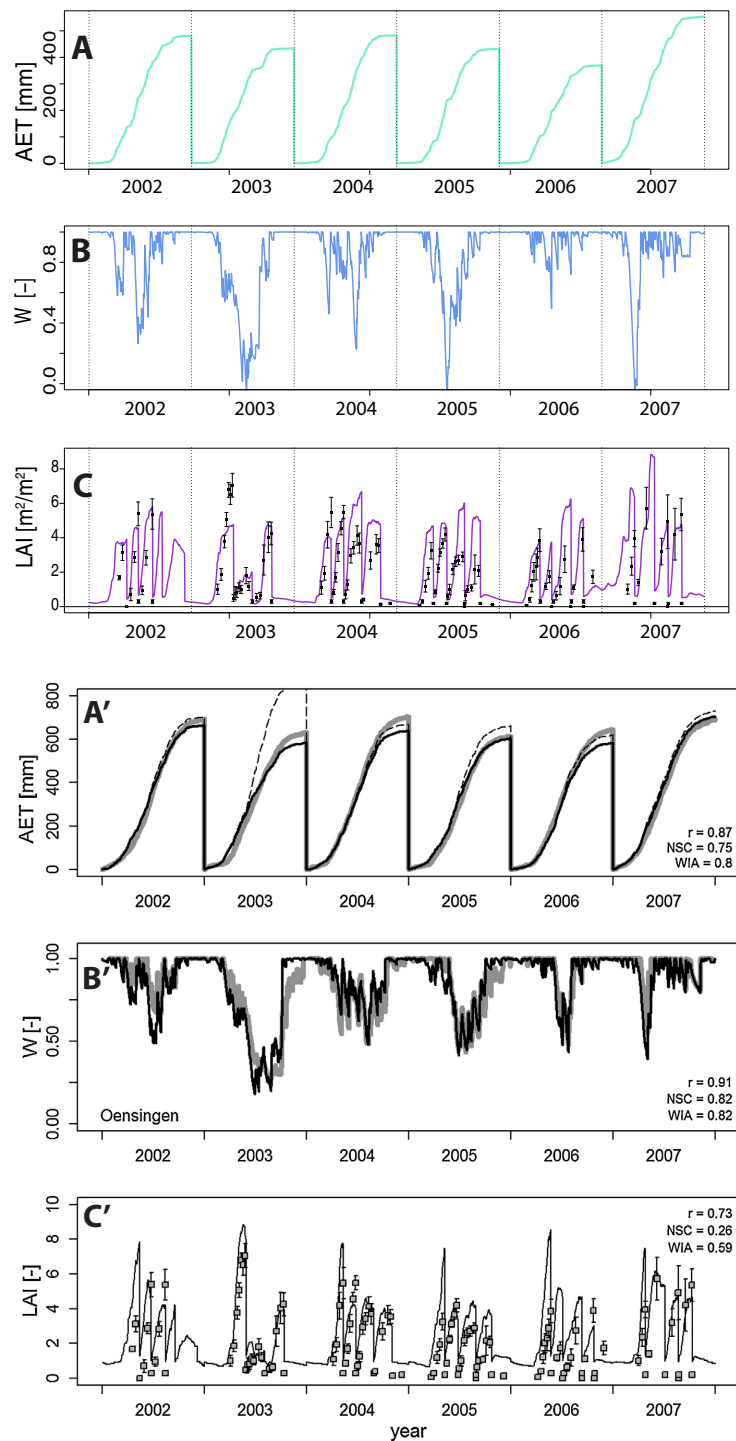 A
AET [mm]
0 200 400
2002 2003 2004 2005 2006 2007
B
W [-]
0.0 0.4 0.8
2002 2003 2004 2005 2006 2007
C
LAI [m²/m²]
0 2 4 6 8
2002 2003 2004 2005 2006 2007
A'
AET (mm)
0 200 400 600 800
r = 0.87
NSC = 0.75
WIA = 0.8
2002 2003 2004 2005 2006 2007
B'
W [-]
0.00 0.50 1.00
r = 0.91
NSC = 0.82
WIA = 0.82
Oensingen
2002 2003 2004 2005 2006 2007
C'
LAI [-]
0 2 4 6 8 10
r = 0.73
NSC = 0.26
WIA = 0.59
2002 2003 2004 2005 2006 2007
year